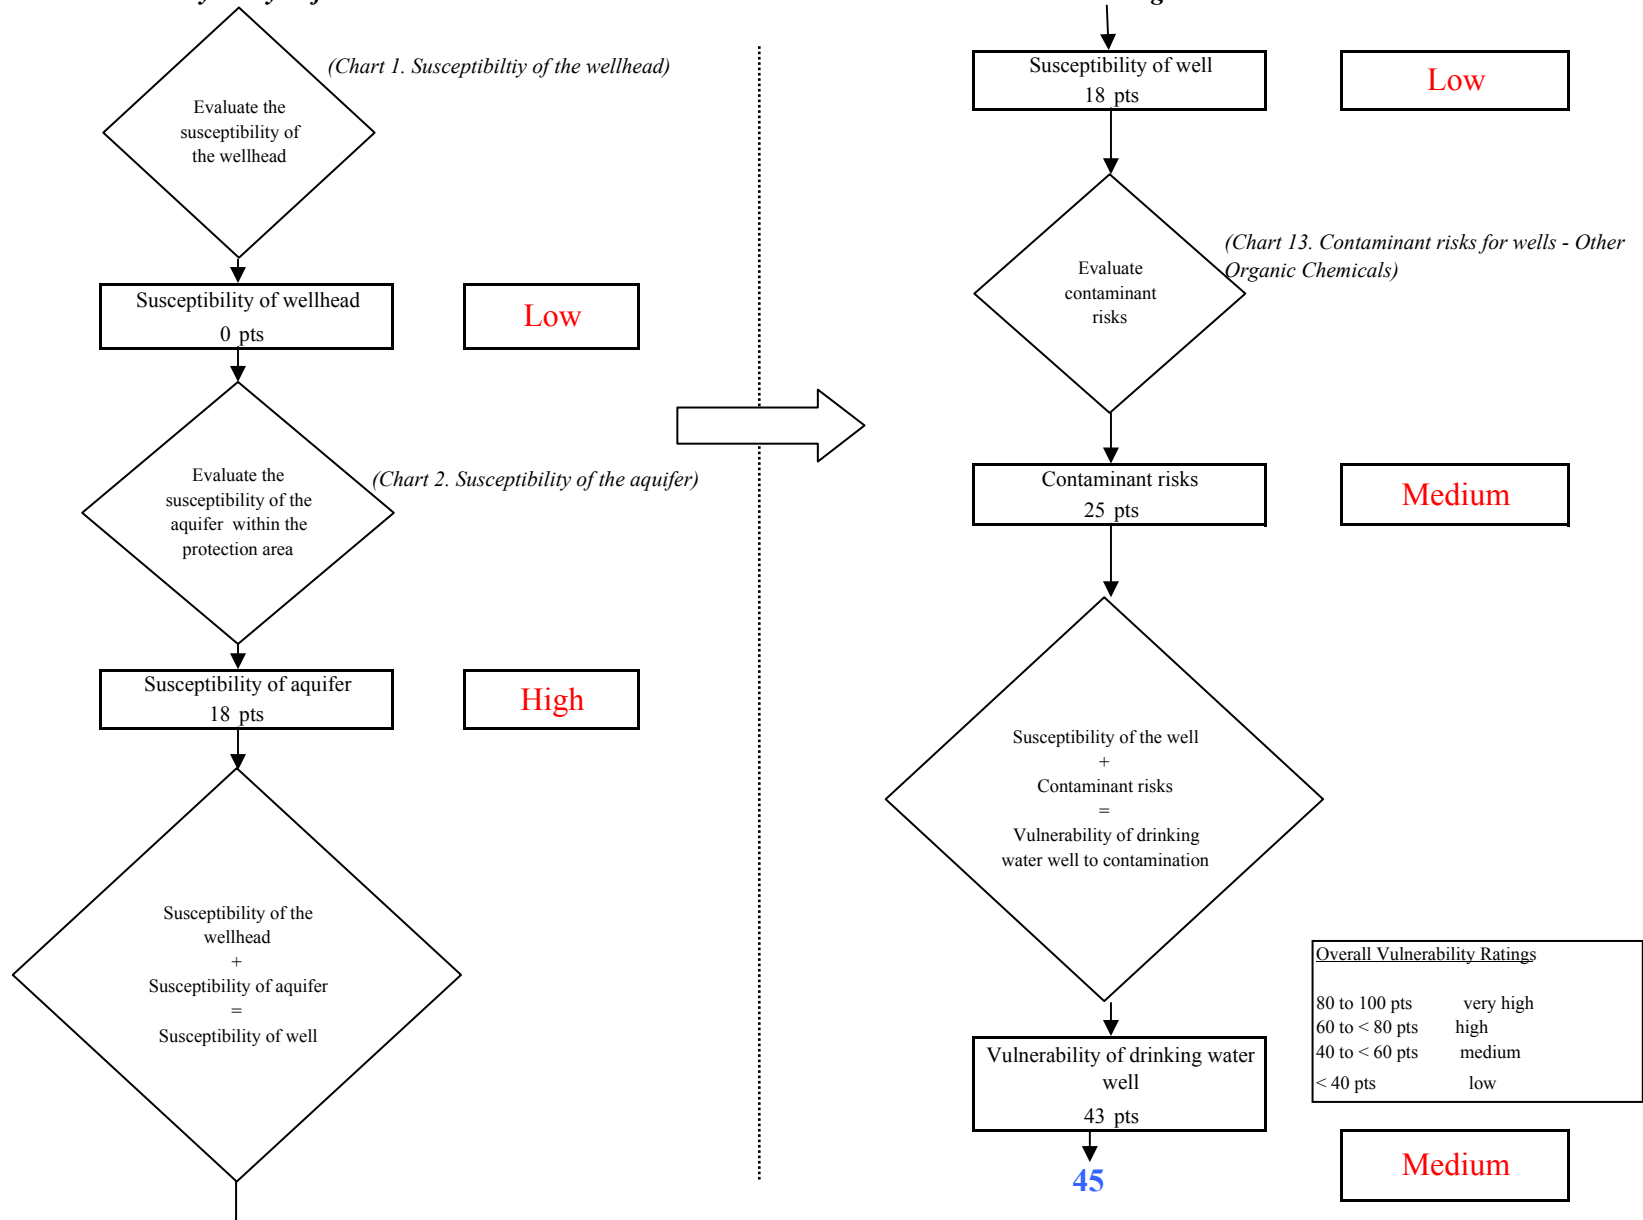 (Chart 1. Susceptibiltiy of the wellhead)
Evaluate the
susceptibility of
the wellhead
Susceptibility of wellhead
0 pts
Low
Evaluate the
susceptibility of the
aquifer within the
protection area
(Chart 2. Susceptibility of the aquifer)
Susceptibility of aquifer
18 pts
High
Susceptibility of the
wellhead
+
Susceptibility of aquifer
=
Susceptibility of well
Susceptibility of well
18 pts
Low
(Chart 13. Contaminant risks for wells - Other
Organic Chemicals)
Evaluate
contaminant
risks
Contaminant risks
25 pts
Medium
Susceptibility of the well
+
Contaminant risks
=
Vulnerability of drinking
water well to contamination
Overall Vulnerability Ratings
80 to 100 pts very high
60 to < 80 pts high
40 to < 60 pts medium
< 40 pts low
Vulnerability of drinking water
well
43 pts
45
Medium